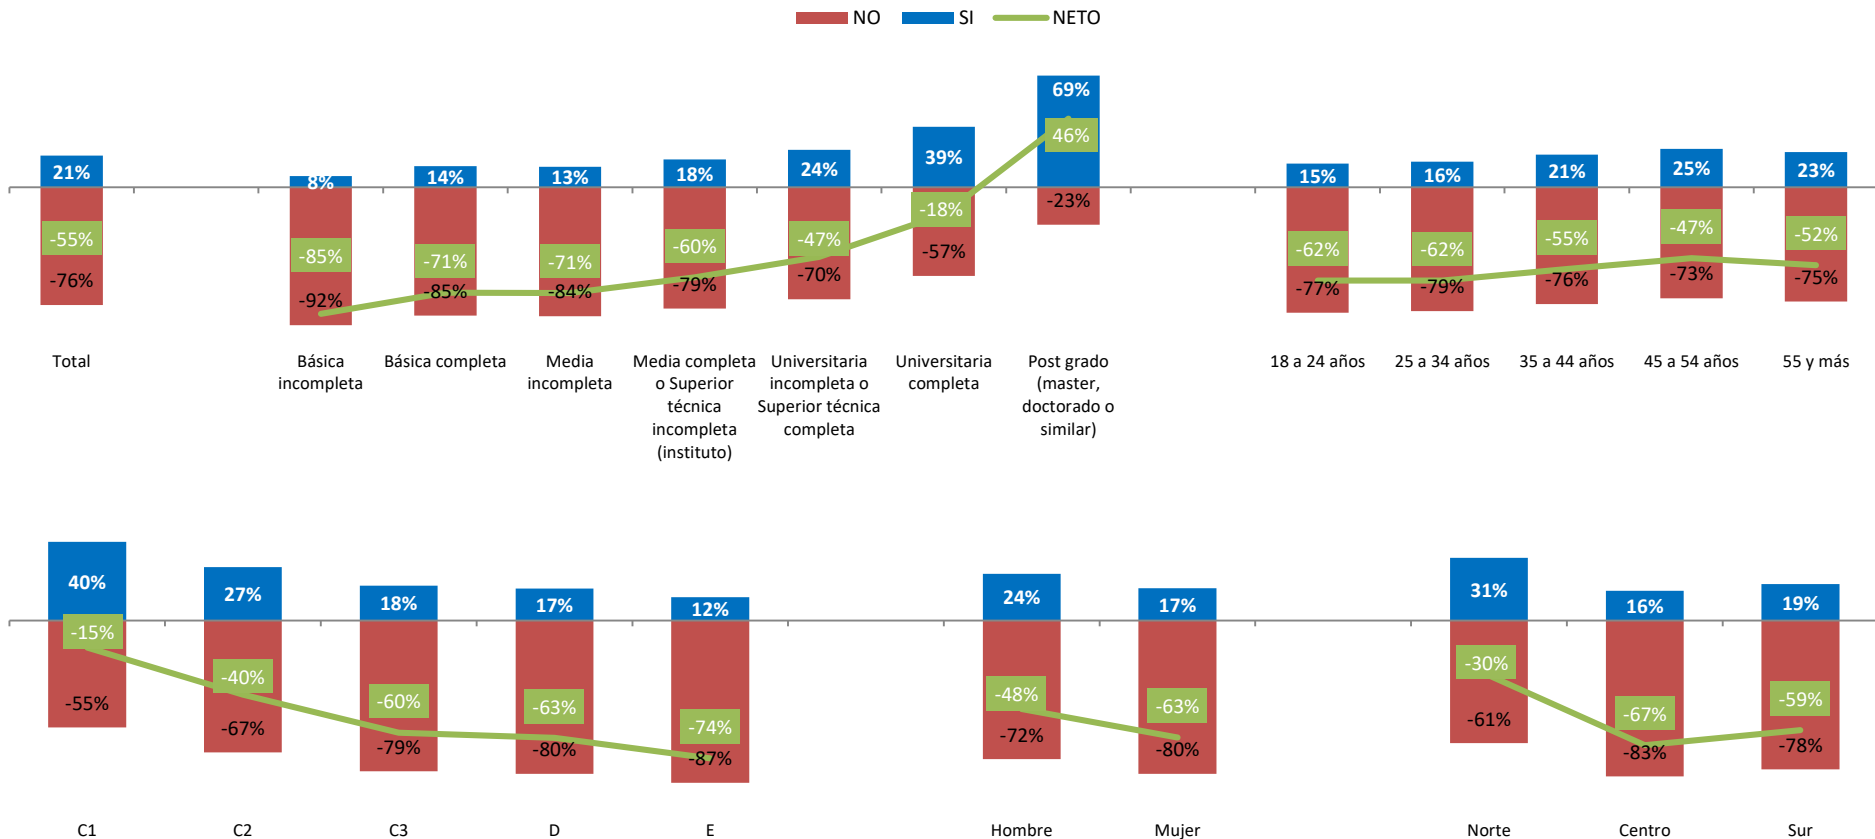 NO SI NETO
69%
46%
39%
21% 8% 14% 13% 18% 24% -23% 15% 16% 21% 25% 23%
-18%
-55% -85% -71% -71% -60% -47% -57% -62% -62% -55% -47% -52%
-76% -92% -85% -84% -79% -70% -77% -79% -76% -73% -75%
Total
Básica
incompleta
Básica completa
Media
incompleta
Media completa
o Superior
técnica
incompleta
(instituto)
Universitaria
incompleta o
Superior técnica
completa
Universitaria
completa
Post grado
(master,
doctorado o
similar)
18 a 24 años
25 a 34 años
35 a 44 años
45 a 54 años
55 y más
40% 27% 18% 17% 12% 24% 17% 31% 16% 19%
-15% -40% -60% -63% -74% -48% -63% -30% -67% -59%
-55% -67% -79% -80% -87% -72% -80% -61% -83% -78%
C1 C2 C3 D E Hombre Mujer Norte Centro Sur